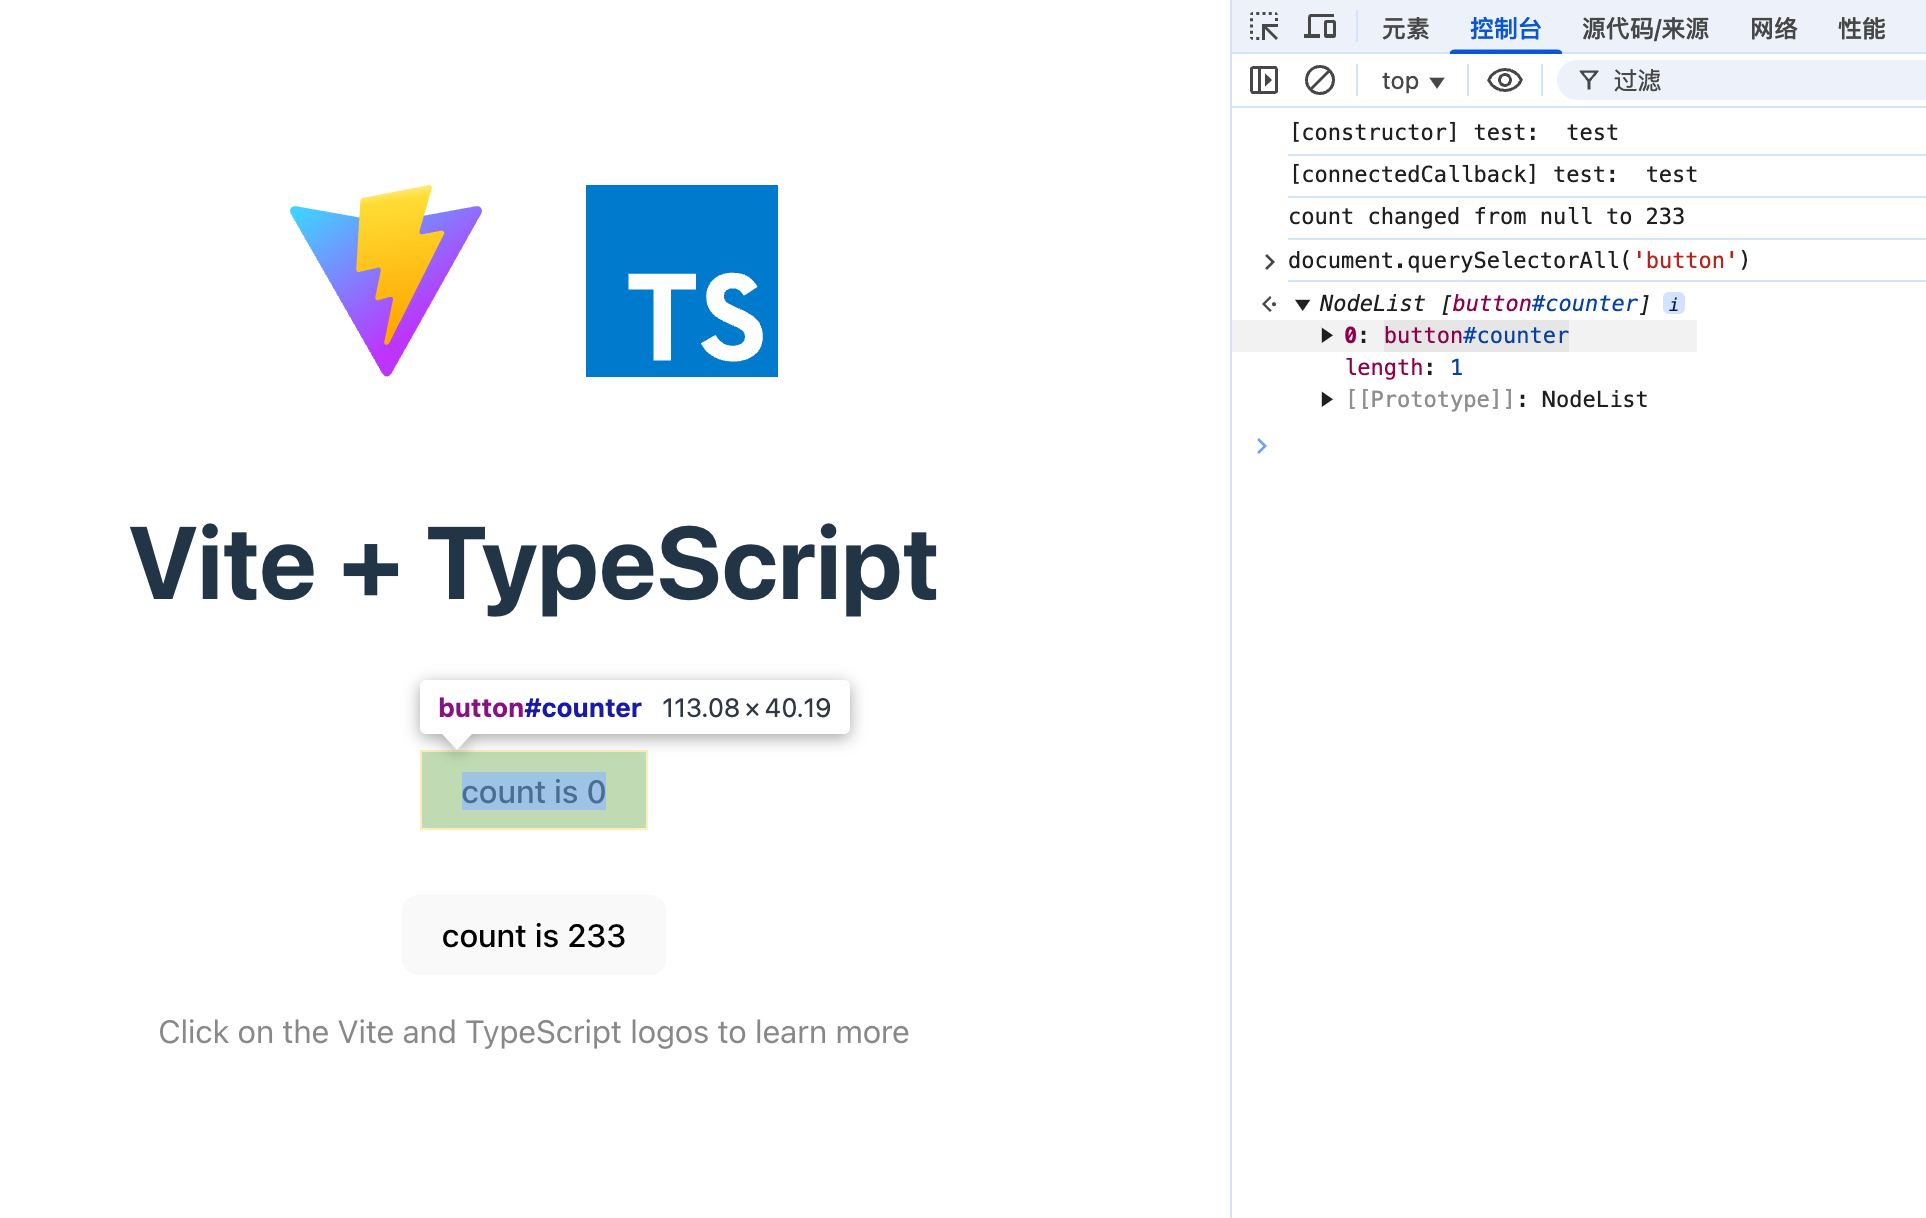 TS
Vite + TypeScript
button#counter 113.08 × 40.19
count is 0
count is 233
Click on the Vite and TypeScript logos to learn more
元素 控制台 源代码/来源 网络 性能
top 过滤
[constructor] test:  test
[connectedCallback] test:  test
count changed from null to 233
document.querySelectorAll('button')
NodeList [button#counter] i
0: button#counter
length: 1
[[Prototype]]: NodeList